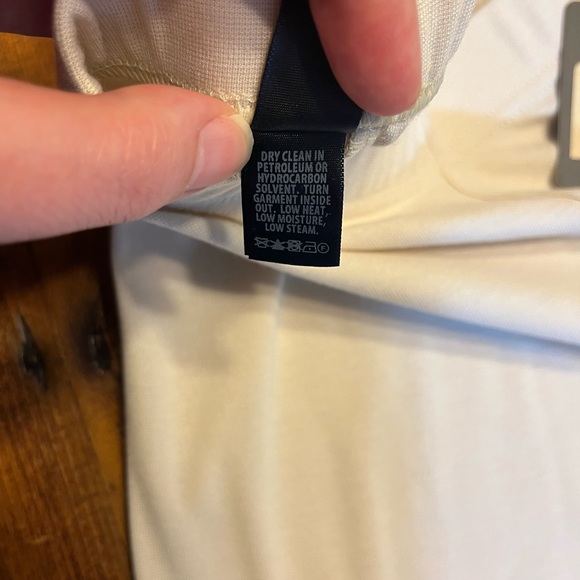 DRY CLEAN IN
PETROLEUM OR
HYDROCARBON
SOLVENT. TURN
GARMENT INSIDE
OUT. LOW HEAT,
LOW MOISTURE,
LOW STEAM.
F